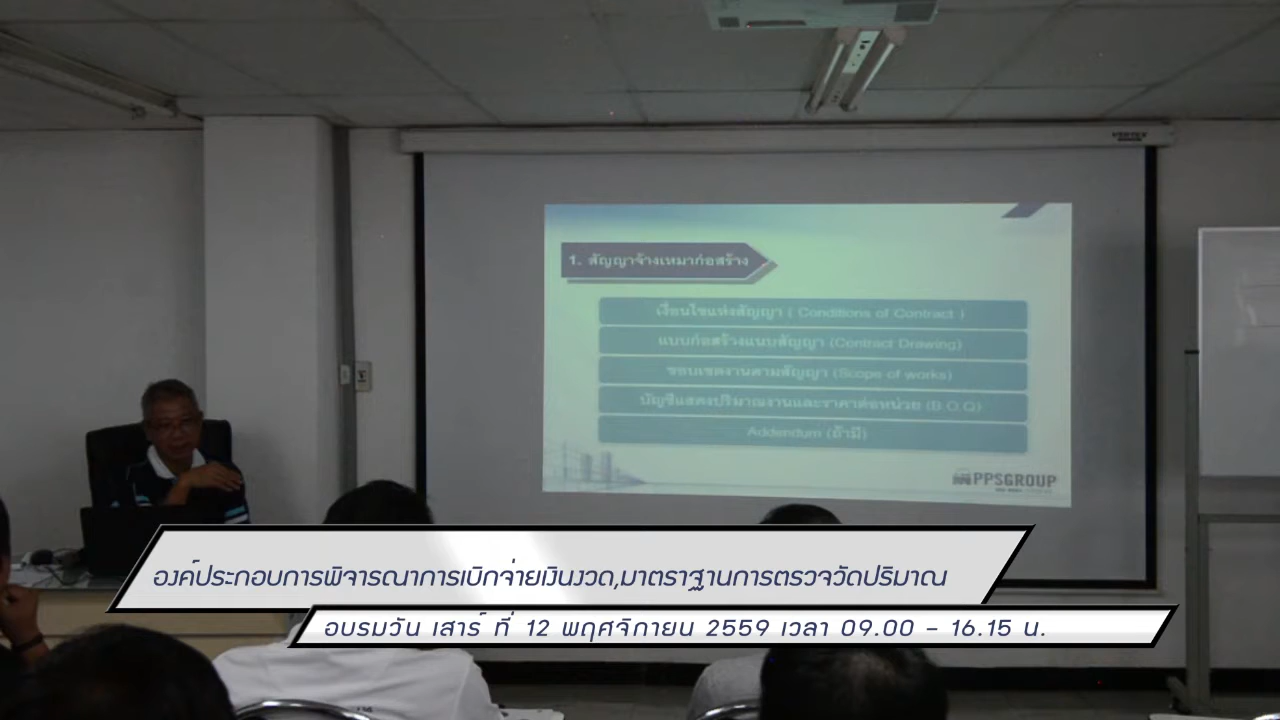 VERTEX
1. สัญญาจ้างเหมาก่อสร้าง
เงื่อนไขแห่งสัญญา ( Conditions of Contract )
แบบก่อสร้างแนบสัญญา (Contract Drawing)
ขอบเขตงานตามสัญญา (Scope of works)
บัญชีแสดงปริมาณงานและราคาต่อหน่วย (B.O.Q)
Addendum (ถ้ามี)
PPSGROUP
องค์ประกอบการพิจารณาการเบิกจ่ายเงินงวด,มาตราฐานการตรวจวัดปริมาณ
อบรมวัน เสาร์ ที่ 12 พฤศจิกายน 2559 เวลา 09.00 - 16.15 น.